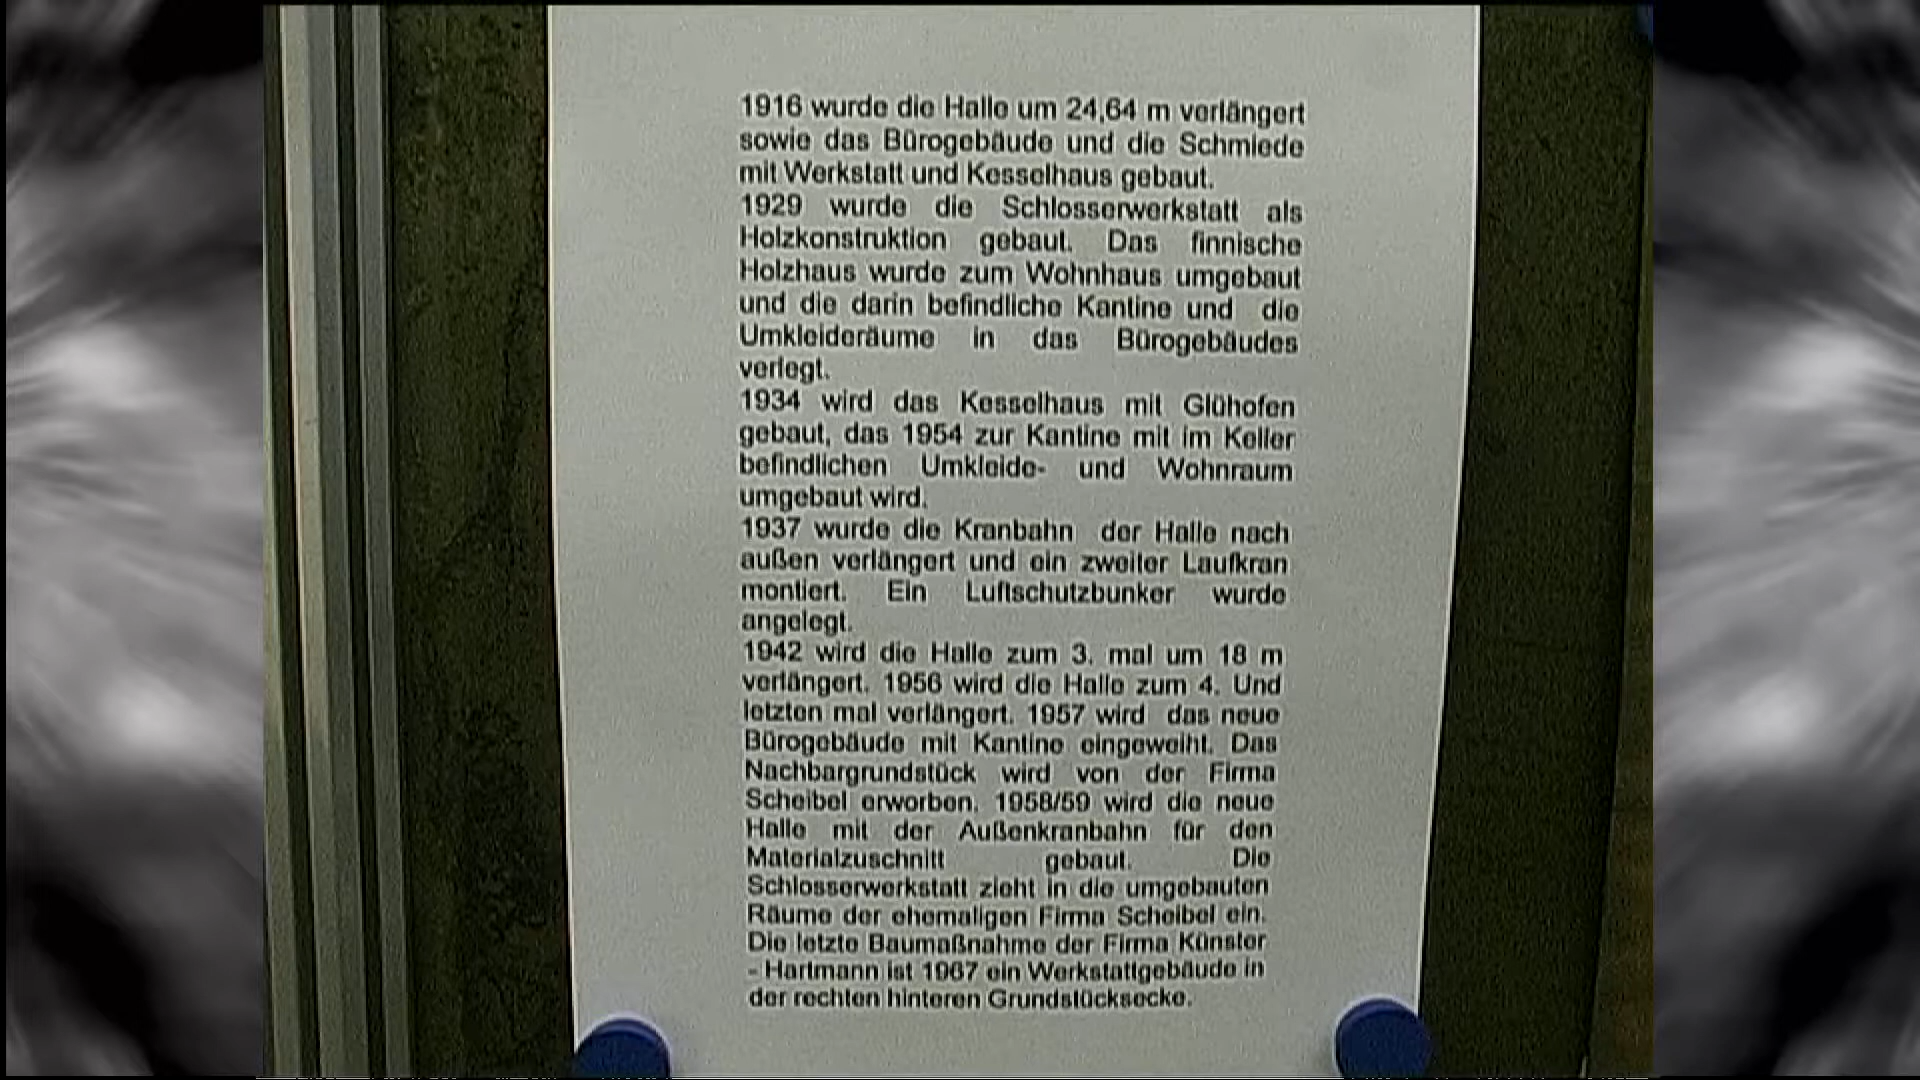 1916 wurde die Halle um 24,64 m verlängert
sowie das Bürogebäude und die Schmiede
mit Werkstatt und Kesselhaus gebaut.
1929 wurde die Schlosserwerkstatt als
Holzkonstruktion gebaut. Das finnische
Holzhaus wurde zum Wohnhaus umgebaut
und die darin befindliche Kantine und die
Umkleideräume in das Bürogebäudes
verlegt.
1934 wird das Kesselhaus mit Glühofen
gebaut, das 1954 zur Kantine mit im Keller
befindlichen Umkleide- und Wohnraum
umgebaut wird.
1937 wurde die Kranbahn der Halle nach
außen verlängert und ein zweiter Laufkran
montiert. Ein Luftschutzbunker wurde
angelegt.
1942 wird die Halle zum 3. mal um 18 m
verlängert. 1956 wird die Halle zum 4. Und
letzten mal verlängert. 1957 wird das neue
Bürogebäude mit Kantine eingeweiht. Das
Nachbargrundstück wird von der Firma
Scheibel erworben. 1958/59 wird die neue
Halle mit der Außenkranbahn für den
Materialzuschnitt gebaut. Die
Schlosserwerkstatt zieht in die umgebauten
Räume der ehemaligen Firma Scheibel ein.
Die letzte Baumaßnahme der Firma Künster
- Hartmann ist 1967 ein Werkstattgebäude in
der rechten hinteren Grundstücksecke.